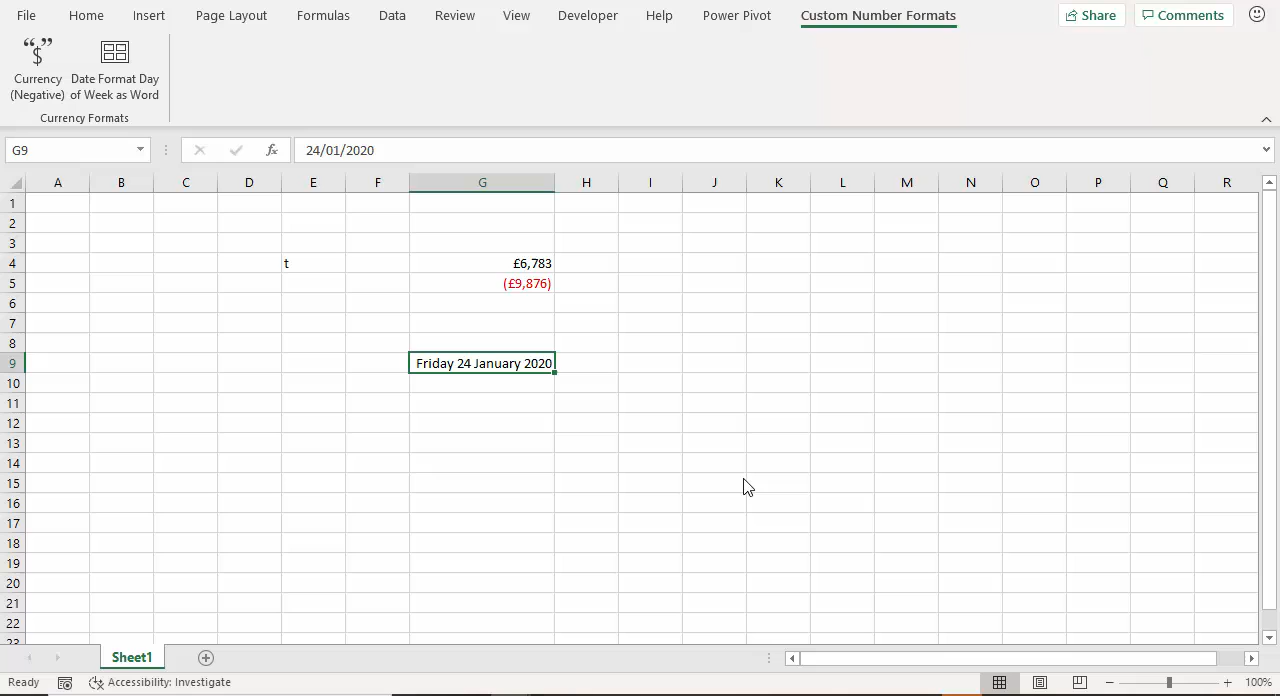 File Home Insert Page Layout Formulas Data Review View Developer Help Power Pivot Custom Number Formats Share Comments
“$”
Currency (Negative)
Date Format Day of Week as Word
Currency Formats
G9 fx 24/01/2020
A B C D E F G H I J K L M N O P Q R
1
2
3
4 t £6,783
5 (£9,876)
6
7
8
9 Friday 24 January 2020
10
11
12
13
14
15
16
17
18
19
20
21
22
23
Sheet1
Ready Accessibility: Investigate 100%